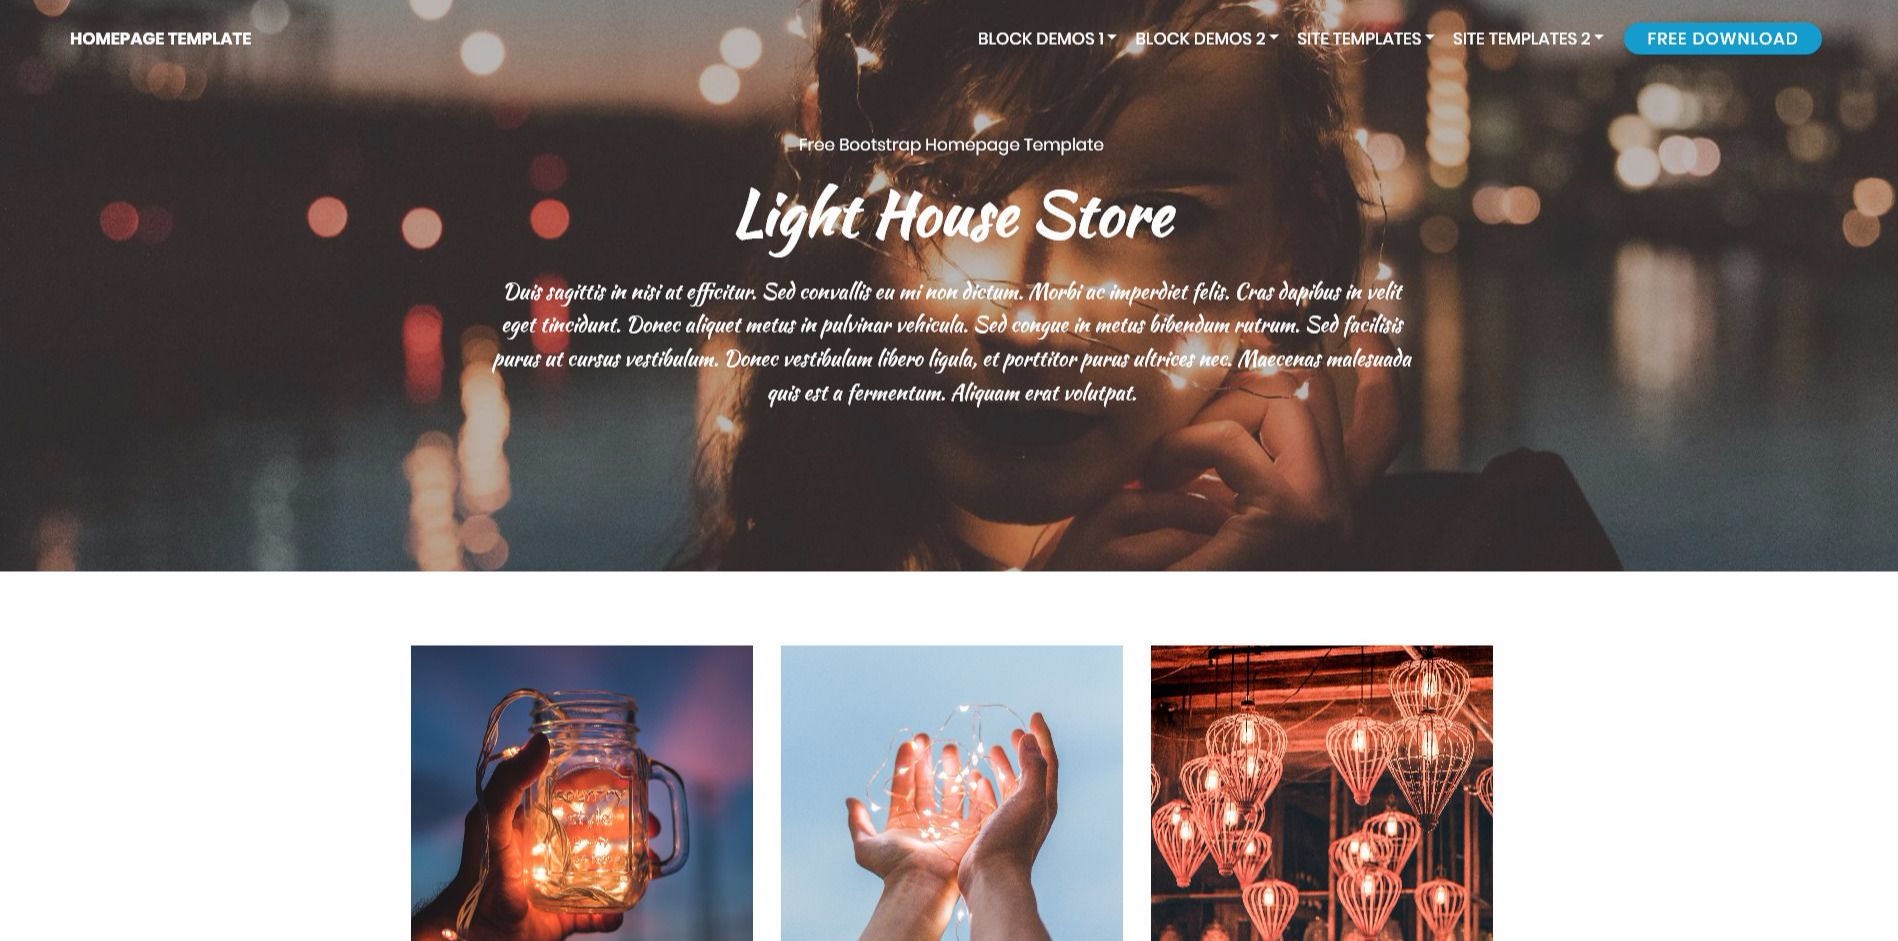 HOMEPAGE TEMPLATE
BLOCK DEMOS 1
BLOCK DEMOS 2
SITE TEMPLATES
SITE TEMPLATES 2
FREE DOWNLOAD
Free Bootstrap Homepage Template
Light House Store
Duis sagittis in nisi at efficitur. Sed convallis eu mi non dictum. Morbi ac imperdiet felis. Cras dapibus in velit
eget tincidunt. Donec aliquet metus in pulvinar vehicula. Sed congue in metus bibendum rutrum. Sed facilisis
purus ut cursus vestibulum. Donec vestibulum libero ligula, et porttitor purus ultrices nec. Maecenas malesuada
quis est a fermentum. Aliquam erat volutpat.
COUNTRY